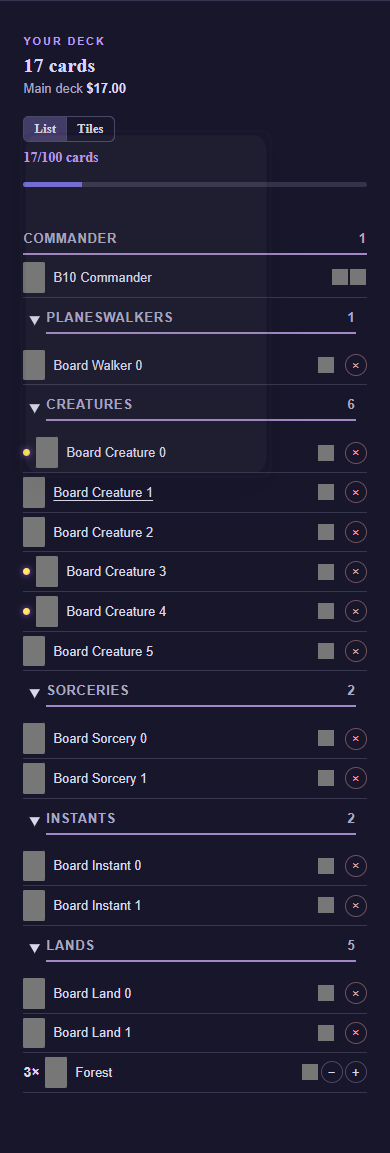 YOUR DECK
17 cards
Main deck $17.00
List Tiles
17/100 cards
COMMANDER 1
B10 Commander
PLANESWALKERS 1
Board Walker 0 ×
CREATURES 6
Board Creature 0 ×
Board Creature 1 ×
Board Creature 2 ×
Board Creature 3 ×
Board Creature 4 ×
Board Creature 5 ×
SORCERIES 2
Board Sorcery 0 ×
Board Sorcery 1 ×
INSTANTS 2
Board Instant 0 ×
Board Instant 1 ×
LANDS 5
Board Land 0 ×
Board Land 1 ×
3× Forest − +